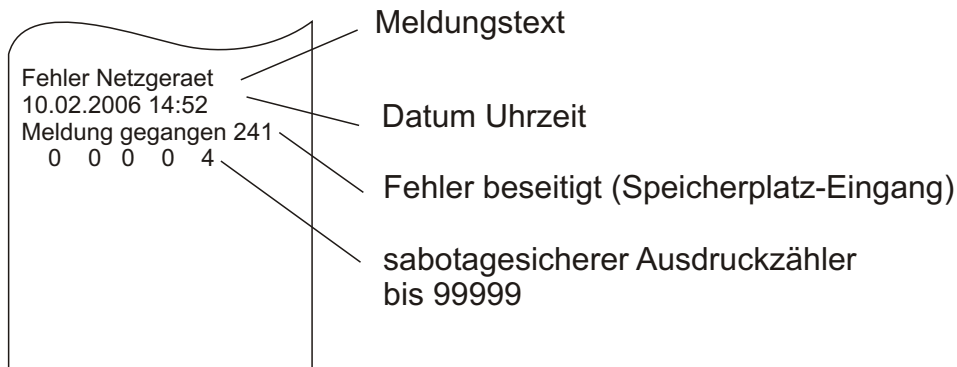 Fehler Netzgeraet
10.02.2006 14:52
Meldung gegangen 241
0 0 0 0 4
Meldungstext
Datum Uhrzeit
Fehler beseitigt (Speicherplatz-Eingang)
sabotagesicherer Ausdruckzähler
bis 99999